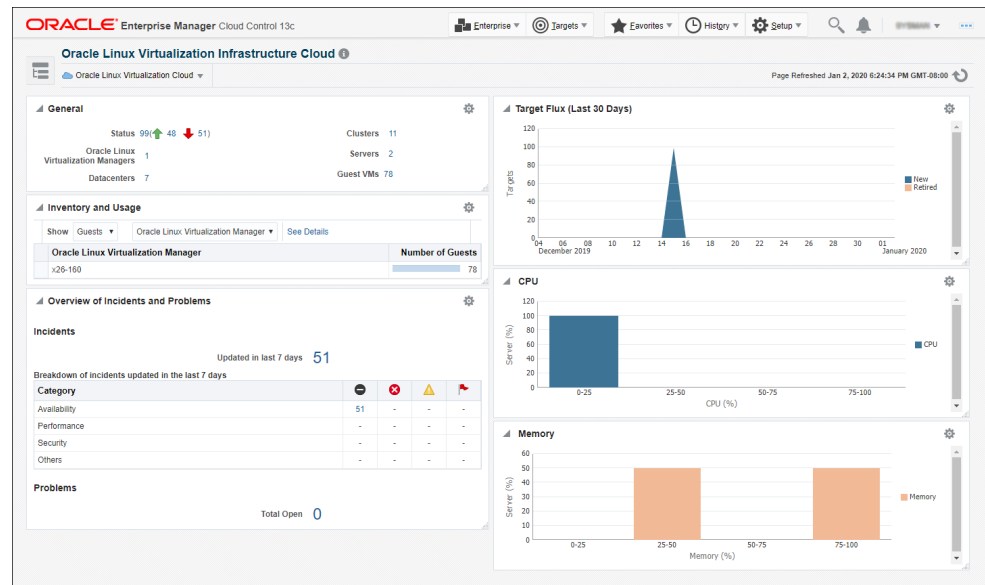 ORACLE Enterprise Manager Cloud Control 13c
Enterprise Targets Favorites History Setup
Oracle Linux Virtualization Infrastructure Cloud
Oracle Linux Virtualization Cloud
Page Refreshed Jan 2, 2020 6:24:34 PM GMT-08:00
General
Status 99( 48 51)
Clusters 11
Oracle Linux
Virtualization Managers 1
Servers 2
Datacenters 7
Guest VMs 78
Inventory and Usage
Show Guests Oracle Linux Virtualization Manager See Details
Oracle Linux Virtualization Manager Number of Guests
x26-160 78
Overview of Incidents and Problems
Incidents
Updated in last 7 days 51
Breakdown of incidents updated in the last 7 days
Category
Availability 51 - - -
Performance - - - -
Security - - - -
Others - - - -
Problems
Total Open 0
Target Flux (Last 30 Days)
Targets
120
100
80
60
40
20
0
04 06 08 10 12 14 16 18 20 22 24 26 28 30 01
December 2019 January 2020
New
Retired
CPU
Server (%)
120
100
80
60
40
20
0
0-25 25-50 50-75 75-100
CPU (%)
CPU
Memory
Server (%)
60
50
40
30
20
10
0
0-25 25-50 50-75 75-100
Memory (%)
Memory